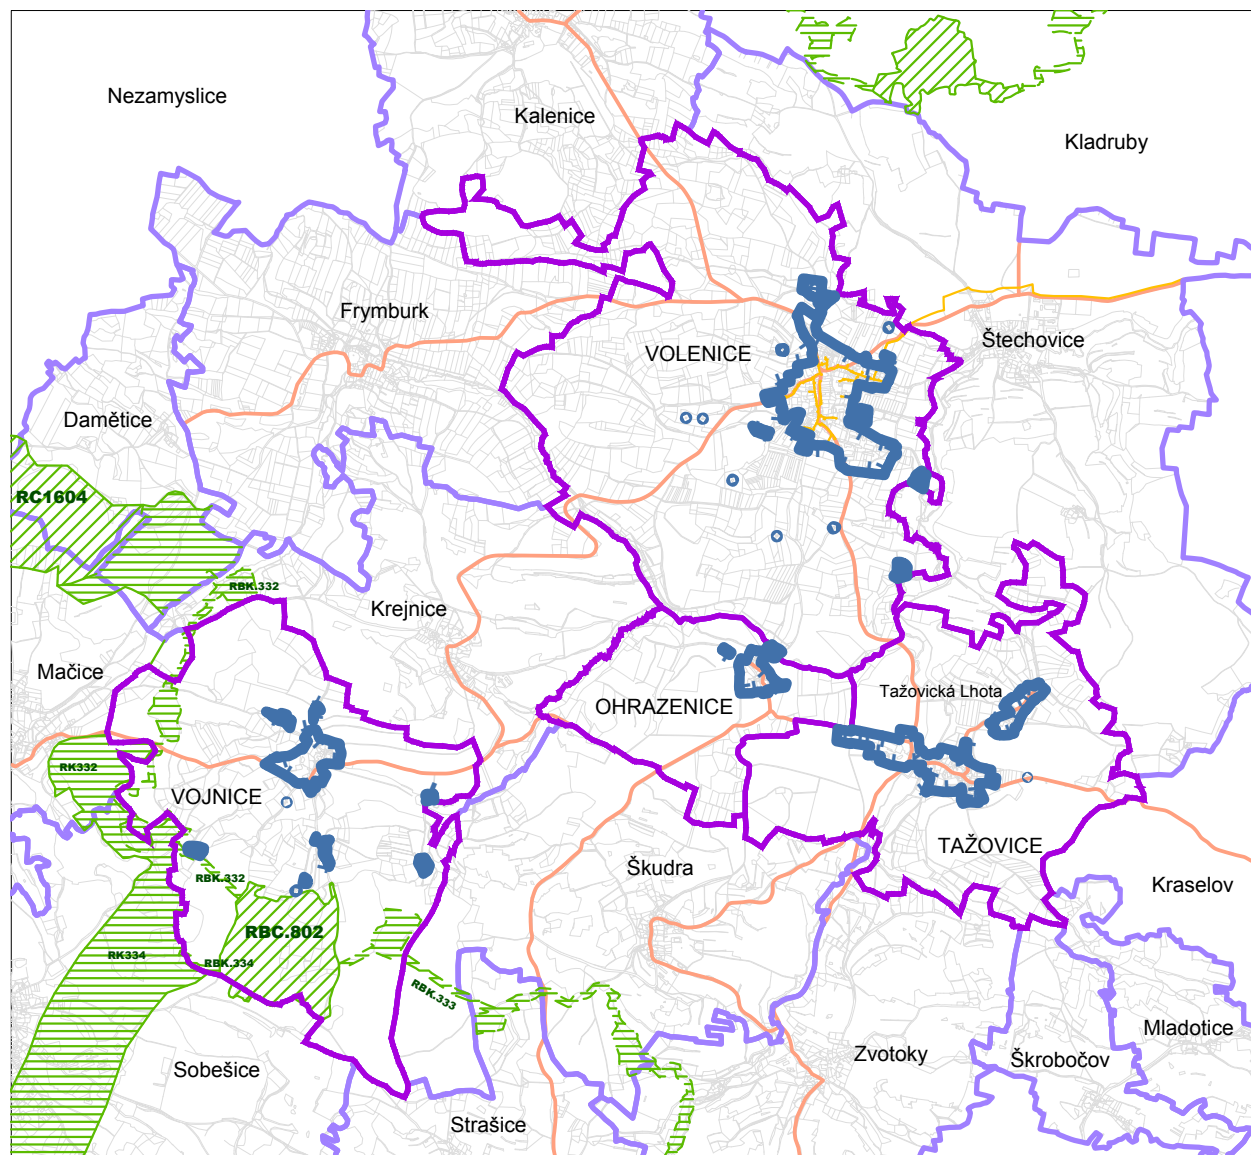 Nezamyslice
Kalenice
Kladruby
Frymburk
Štechovice
VOLENICE
Damětice
RC1604
RBK.332
Krejnice
Mačice
Tažovická Lhota
OHRAZENICE
RK332
VOJNICE
TAŽOVICE
Škudra
RBK.332
Kraselov
RBC.802
RK334
RBK.334
RBK.333
Mladotice
Zvotoky
Škrobočov
Sobešice
Strašice